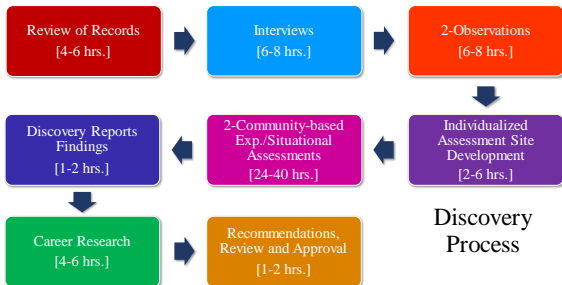 Review of Records
[4-6 hrs.]
Interviews
[6-8 hrs.]
2-Observations
[6-8 hrs.]
Individualized
Assessment Site
Development
[2-6 hrs.]
2-Community-based
Exp./Situational
Assessments
[24-40 hrs.]
Discovery Reports
Findings
[1-2 hrs.]
Career Research
[4-6 hrs.]
Recommendations,
Review and Approval
[1-2 hrs.]
Discovery
Process